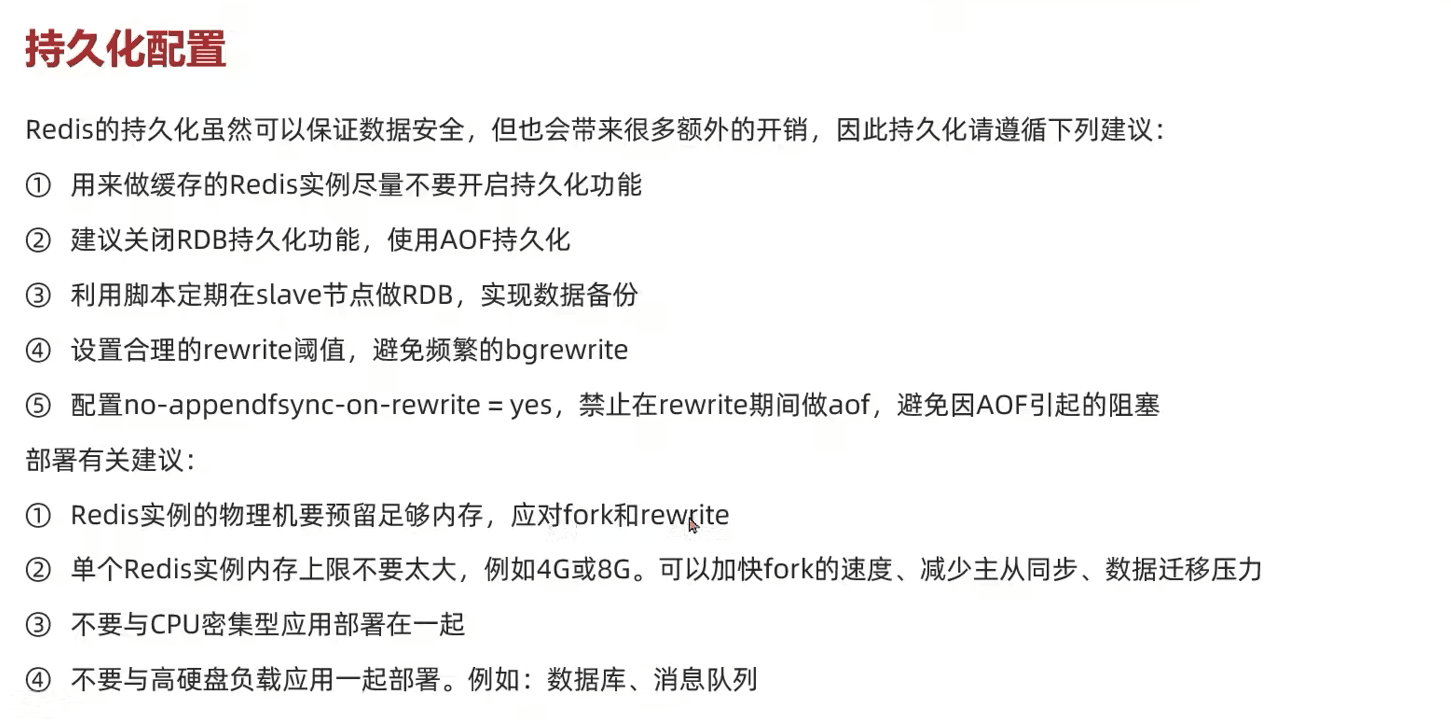 持久化配置
Redis的持久化虽然可以保证数据安全，但也会带来很多额外的开销，因此持久化请遵循下列建议：
① 用来做缓存的Redis实例尽量不要开启持久化功能
② 建议关闭RDB持久化功能，使用AOF持久化
③ 利用脚本定期在slave节点做RDB，实现数据备份
④ 设置合理的rewrite阈值，避免频繁的bgrewrite
⑤ 配置no-appendfsync-on-rewrite = yes，禁止在rewrite期间做aof，避免因AOF引起的阻塞
部署有关建议：
① Redis实例的物理机要预留足够内存，应对fork和rewrite
② 单个Redis实例内存上限不要太大，例如4G或8G。可以加快fork的速度、减少主从同步、数据迁移压力
③ 不要与CPU密集型应用部署在一起
④ 不要与高硬盘负载应用一起部署。例如：数据库、消息队列